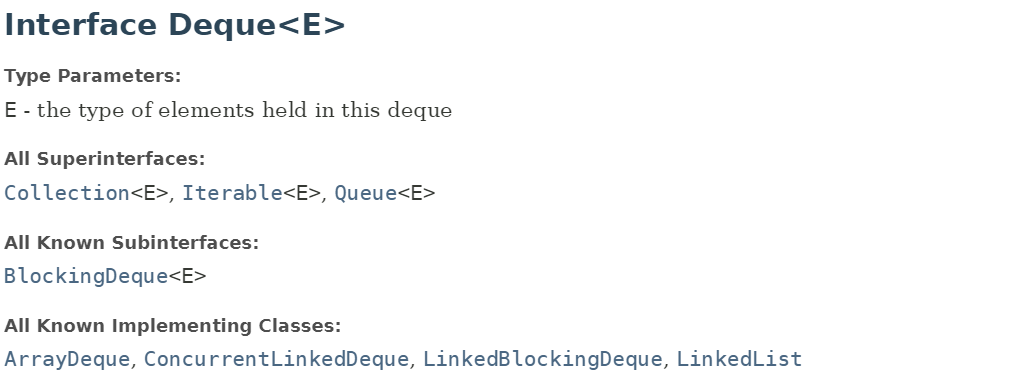 Interface Deque<E>
Type Parameters:
E - the type of elements held in this deque
All Superinterfaces:
Collection<E>, Iterable<E>, Queue<E>
All Known Subinterfaces:
BlockingDeque<E>
All Known Implementing Classes:
ArrayDeque, ConcurrentLinkedDeque, LinkedBlockingDeque, LinkedList